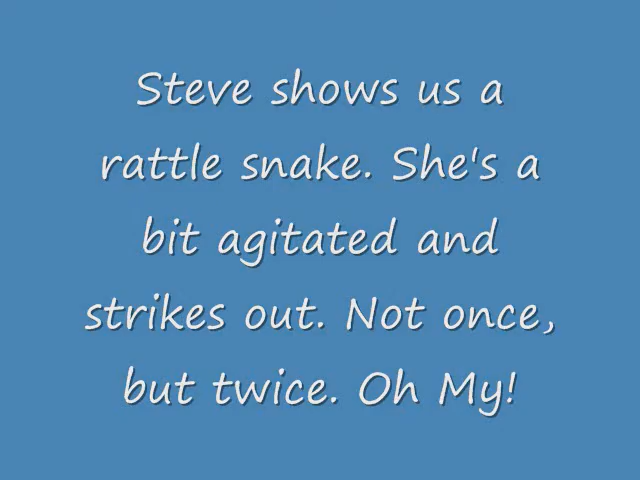 Steve shows us a
rattle snake. She's a
bit agitated and
strikes out. Not once,
but twice. Oh My!